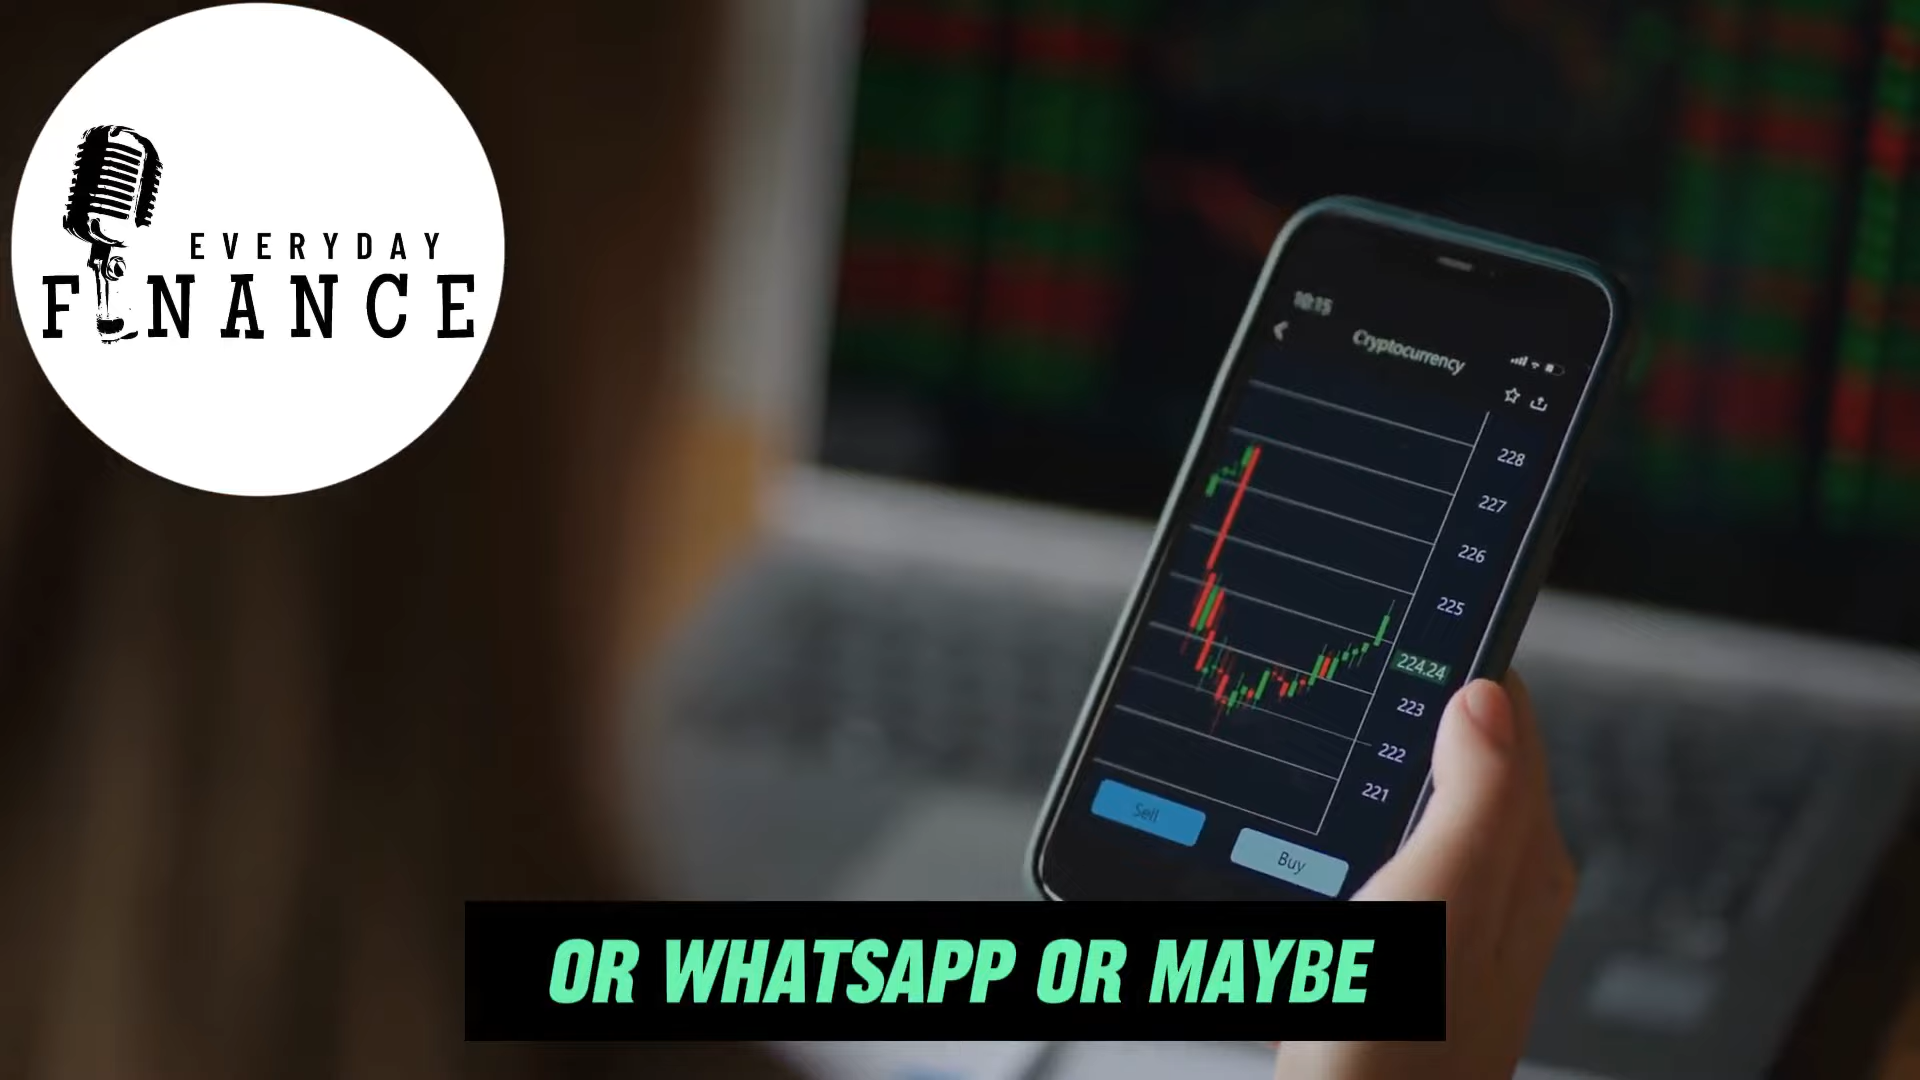 EVERYDAY
FINANCE
10:15
Cryptocurrency
228
227
226
225
224.24
223
222
221
Sell
Buy
OR WHATSAPP OR MAYBE